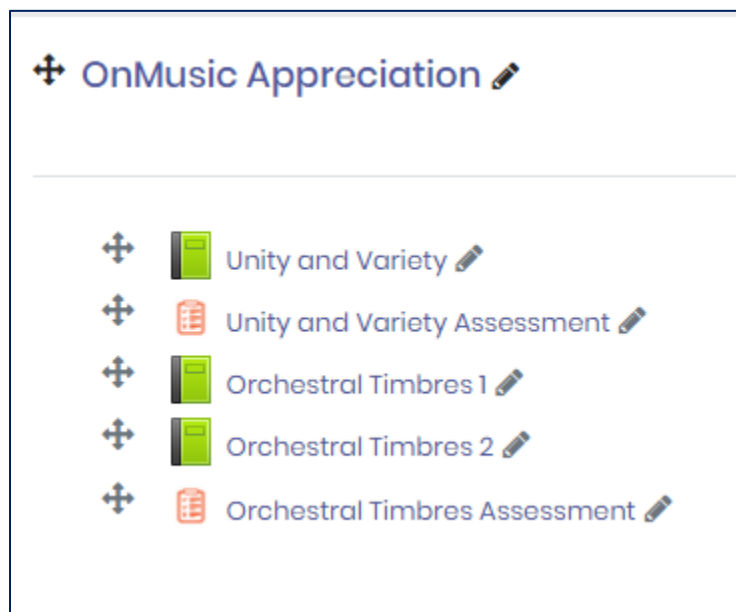 OnMusic Appreciation
Unity and Variety
Unity and Variety Assessment
Orchestral Timbres 1
Orchestral Timbres 2
Orchestral Timbres Assessment